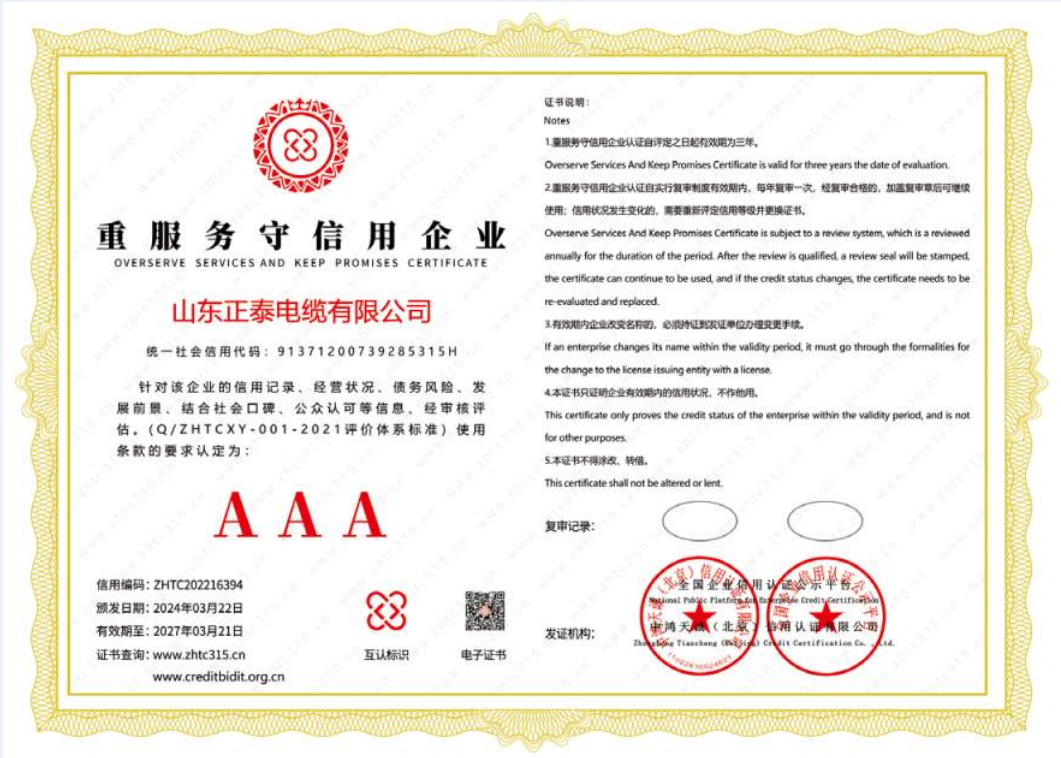 重服务守信用企业
OVERSERVE SERVICES AND KEEP PROMISES CERTIFICATE
山东正泰电缆有限公司
统一社会信用代码：91371200739285315H
针对该企业的信用记录、经营状况、债务风险、发
展前景、结合社会口碑、公众认可等信息、经审核评
估。(Q/ZHTCXY-001-2021评价体系标准) 使用
条款的要求认定为：
AAA
信用编码：ZHTC202216394
颁发日期：2024年03月22日
有效期至：2027年03月21日
证书查询：www.zhtc315.cn
www.creditbidit.org.cn
互认标识
电子证书
证书说明：
Notes
1.重服务守信用企业认证自评定之日起有效期为三年。
Overserve Services And Keep Promises Certificate is valid for three years the date of evaluation.
2.重服务守信用企业认证自实行复审制度有效期内，每年复审一次，经复审合格的，加盖复审章后可继续
使用；信用状况发生变化的，需要重新评定信用等级并更换证书。
Overserve Services And Keep Promises Certificate is subject to a review system, which is a reviewed
annually for the duration of the period. After the review is qualified, a review seal will be stamped,
the certificate can continue to be used, and if the credit status changes, the certificate needs to be
re-evaluated and replaced.
3.有效期内企业改变名称的，必须持证到发证单位办理变更手续。
If an enterprise changes its name within the validity period, it must go through the formalities for
the change to the license issuing entity with a license.
4.本证书只证明企业有效期内的信用状况，不作他用。
This certificate only proves the credit status of the enterprise within the validity period, and is not
for other purposes.
5.本证书不得涂改、转借。
This certificate shall not be altered or lent.
复审记录：
发证机构：
全国企业信用认证公示平台
National Public Platform for Enterprise Credit Certification
中鸿天诚（北京）信用认证有限公司
Zhonghong Tiancheng (Beijing) Credit Certification Co., Ltd.